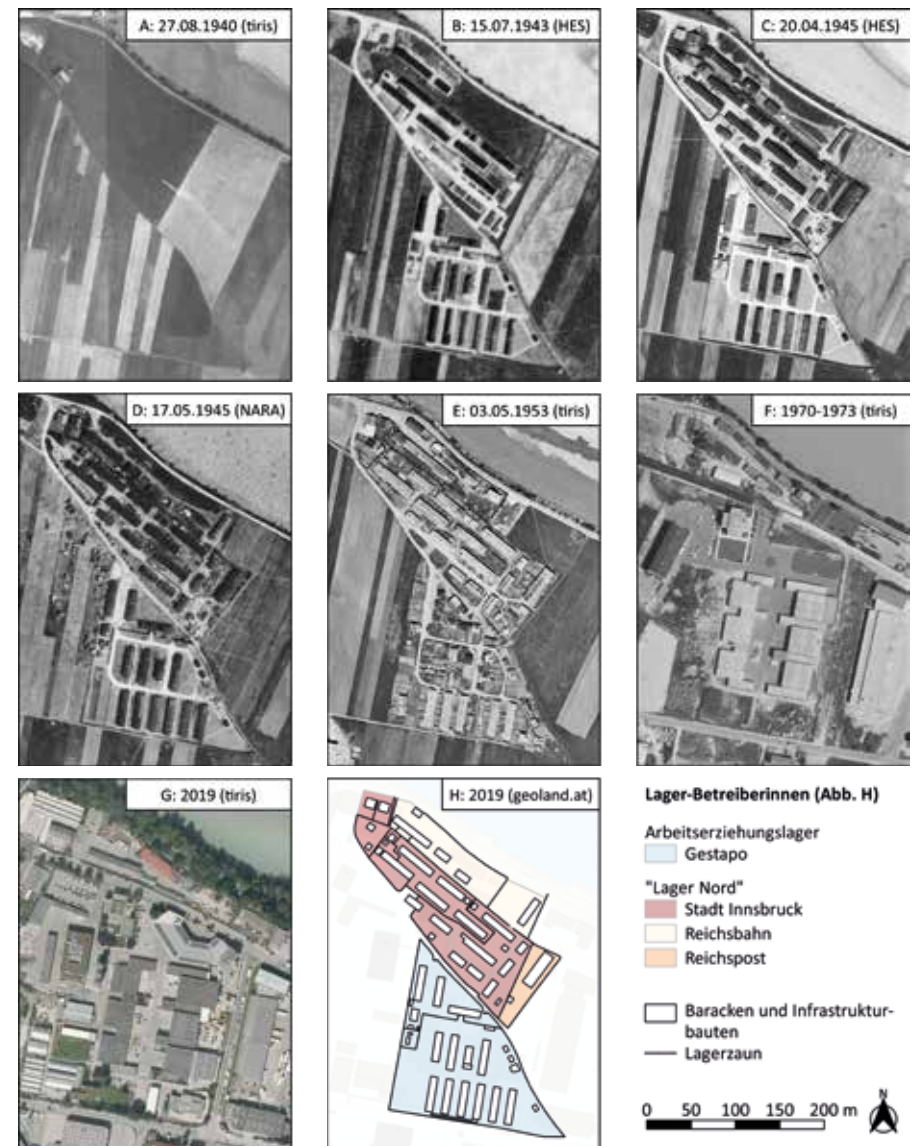 A: 27.08.1940 (tiris)
B: 15.07.1943 (HES)
C: 20.04.1945 (HES)
D: 17.05.1945 (NARA)
E: 03.05.1953 (tiris)
F: 1970-1973 (tiris)
G: 2019 (tiris)
H: 2019 (geoland.at)
Lager-Betreiberinnen (Abb. H)
Arbeitserziehungslager
Gestapo
"Lager Nord"
Stadt Innsbruck
Reichsbahn
Reichspost
Baracken und Infrastruktur-
bauten
Lagerzaun
0 50 100 150 200 m
N